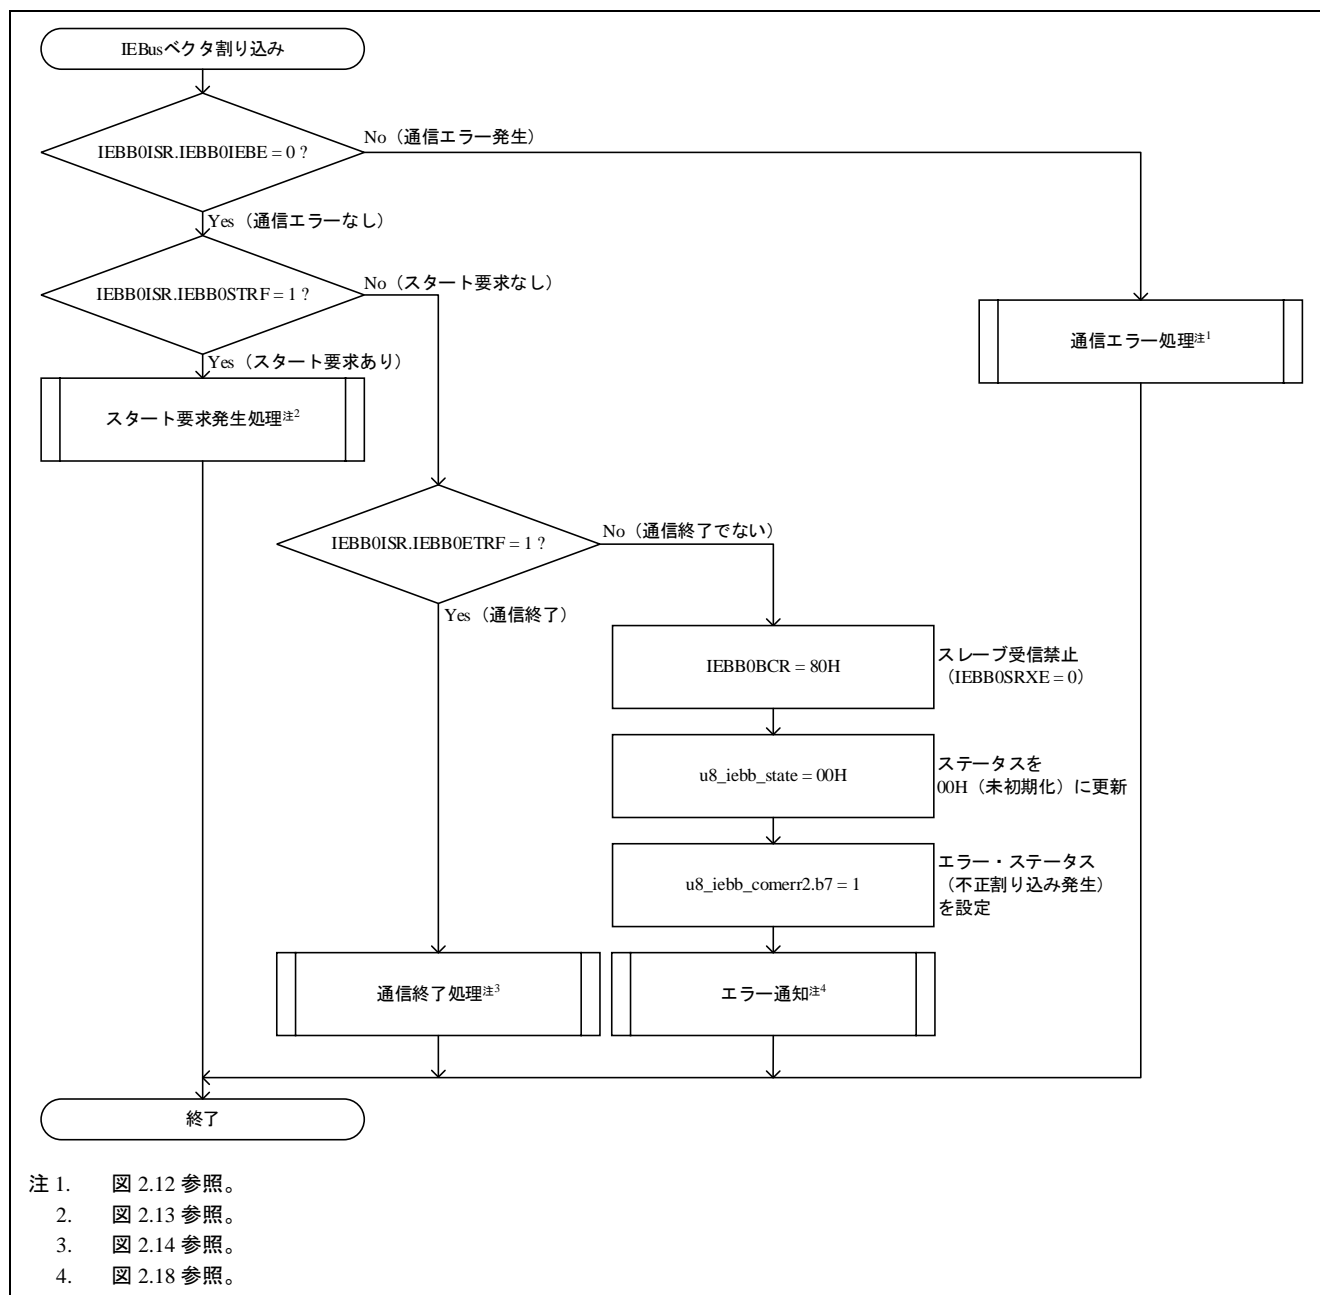 IEBusベクタ割り込み
IEBB0ISR.IEBB0IEBE = 0 ?
No（通信エラー発生）
Yes（通信エラーなし）
IEBB0ISR.IEBB0STRF = 1 ?
No（スタート要求なし）
Yes（スタート要求あり）
通信エラー処理注1
スタート要求発生処理注2
IEBB0ISR.IEBB0ETRF = 1 ?
No（通信終了でない）
Yes（通信終了）
IEBB0BCR = 80H
スレーブ受信禁止
（IEBB0SRXE = 0）
u8_iebb_state = 00H
ステータスを
00H（未初期化）に更新
u8_iebb_comerr2.b7 = 1
エラー・ステータス
（不正割り込み発生）
を設定
通信終了処理注3
エラー通知注4
終了
注 1. 図 2.12 参照。
2. 図 2.13 参照。
3. 図 2.14 参照。
4. 図 2.18 参照。